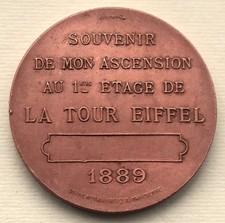 SOUVENIR
DE MON ASCENSION
AU 1ER ETAGE DE
LA TOUR EIFFEL
1889